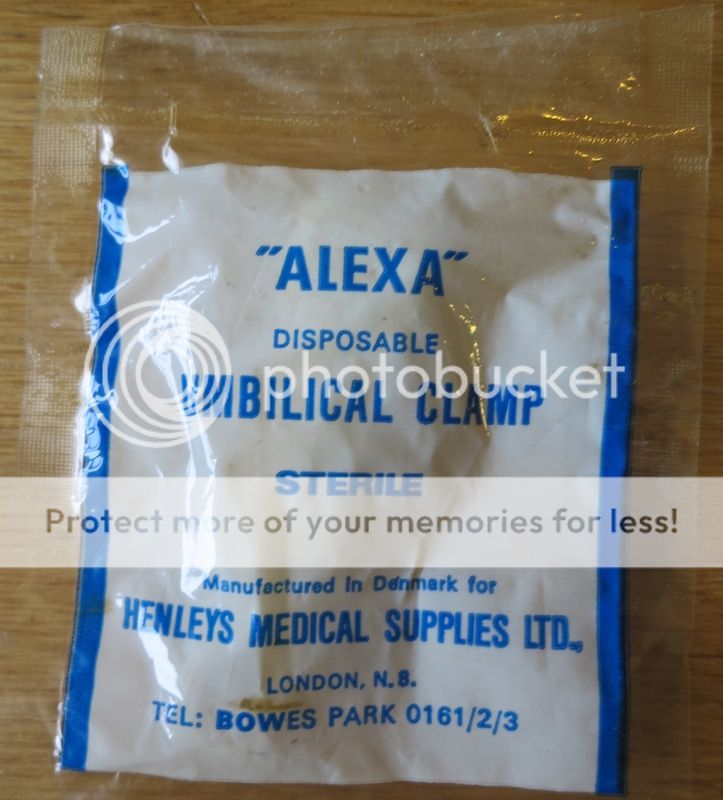 "ALEXA"
DISPOSABLE
photobucket
UMBILICAL CLAMP
STERILE
Protect more of your memories for less!
Manufactured in Denmark for
HENLEYS MEDICAL SUPPLIES LTD.,
LONDON, N.8.
TEL: BOWES PARK 0161/2/3